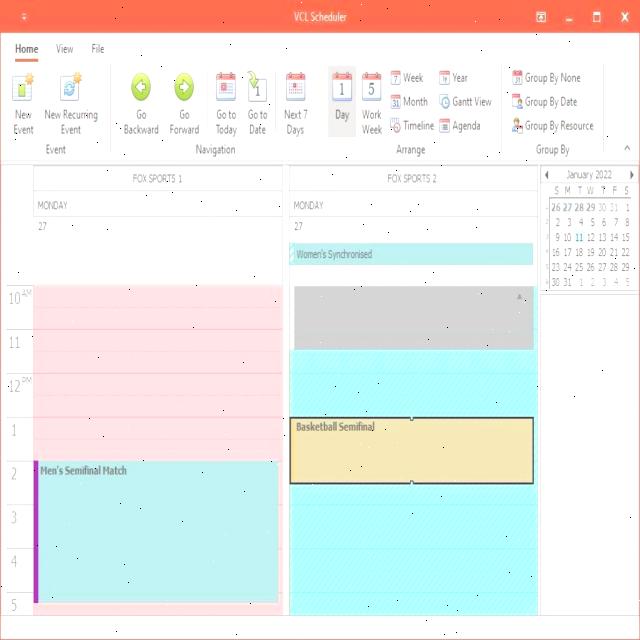 VCL Scheduler
Home View File
New Event
New Recurring Event
Go Backward
Go Forward
Go to Today
Go to Date
Next 7 Days
1 Day
5 Work Week
7 Week
31 Month
Timeline
Year
Gantt View
Agenda
Group By None
Group By Date
Group By Resource
Event
Navigation
Arrange
Group By
FOX SPORTS 1
FOX SPORTS 2
MONDAY
MONDAY
27
27
Women's Synchronised
10 AM
11
12 PM
1
Basketball Semifinal
2
Men's Semifinal Match
3
4
5
January 2022
S M T W T F S
26 27 28 29 30 31 1
2 3 4 5 6 7 8
9 10 11 12 13 14 15
16 17 18 19 20 21 22
23 24 25 26 27 28 29
30 31 1 2 3 4 5